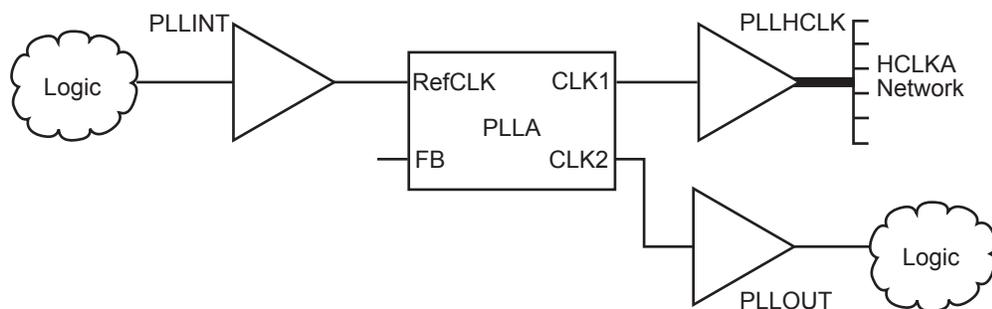 PLLINT
PLLHCLK
Logic
RefCLK
CLK1
HCLKA
Network
PLLA
FB
CLK2
Logic
PLLOUT